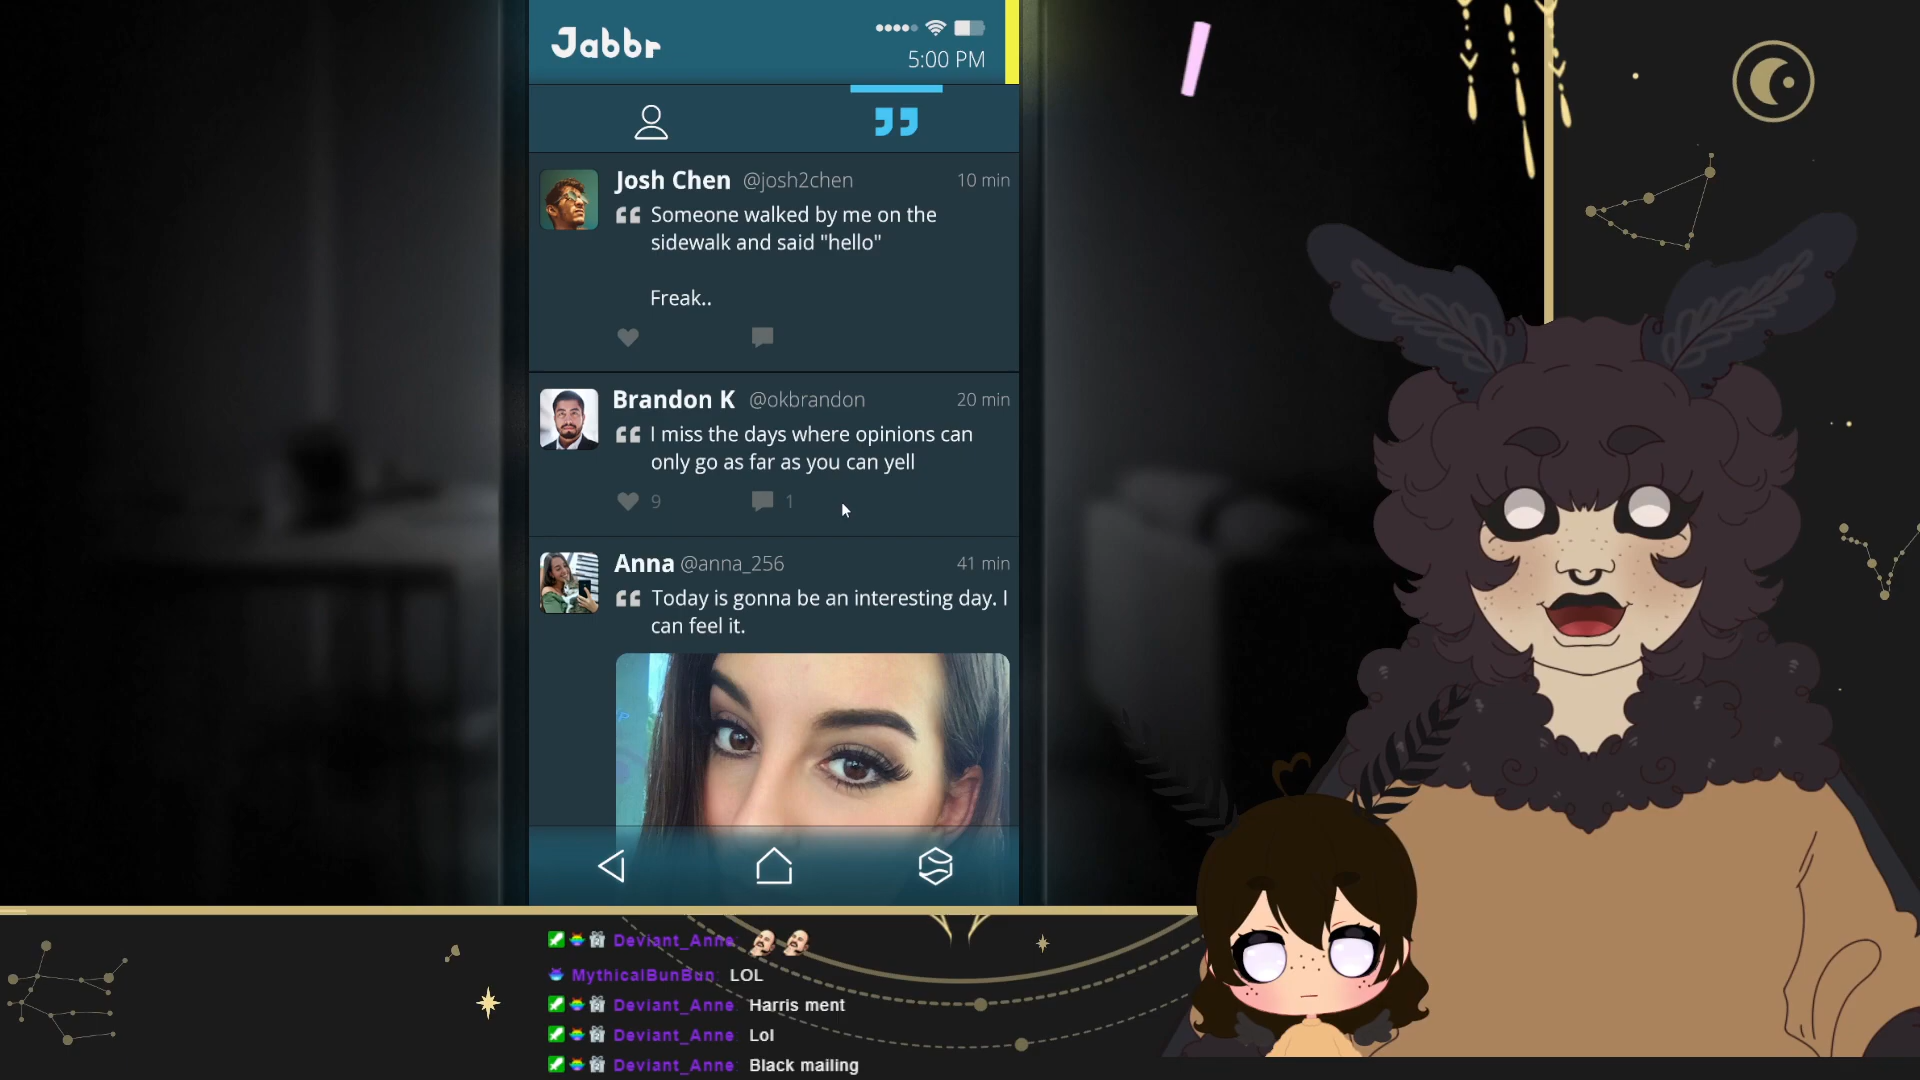 Jabbr
5:00 PM
Josh Chen @josh2chen 10 min
Someone walked by me on the
sidewalk and said "hello"
Freak..
Brandon K @okbrandon 20 min
I miss the days where opinions can
only go as far as you can yell
9 1
Anna @anna_256 41 min
Today is gonna be an interesting day. I
can feel it.
Deviant_Anne:
MythicalBunBun: LOL
Deviant_Anne: Harris ment
Deviant_Anne: Lol
Deviant_Anne: Black mailing